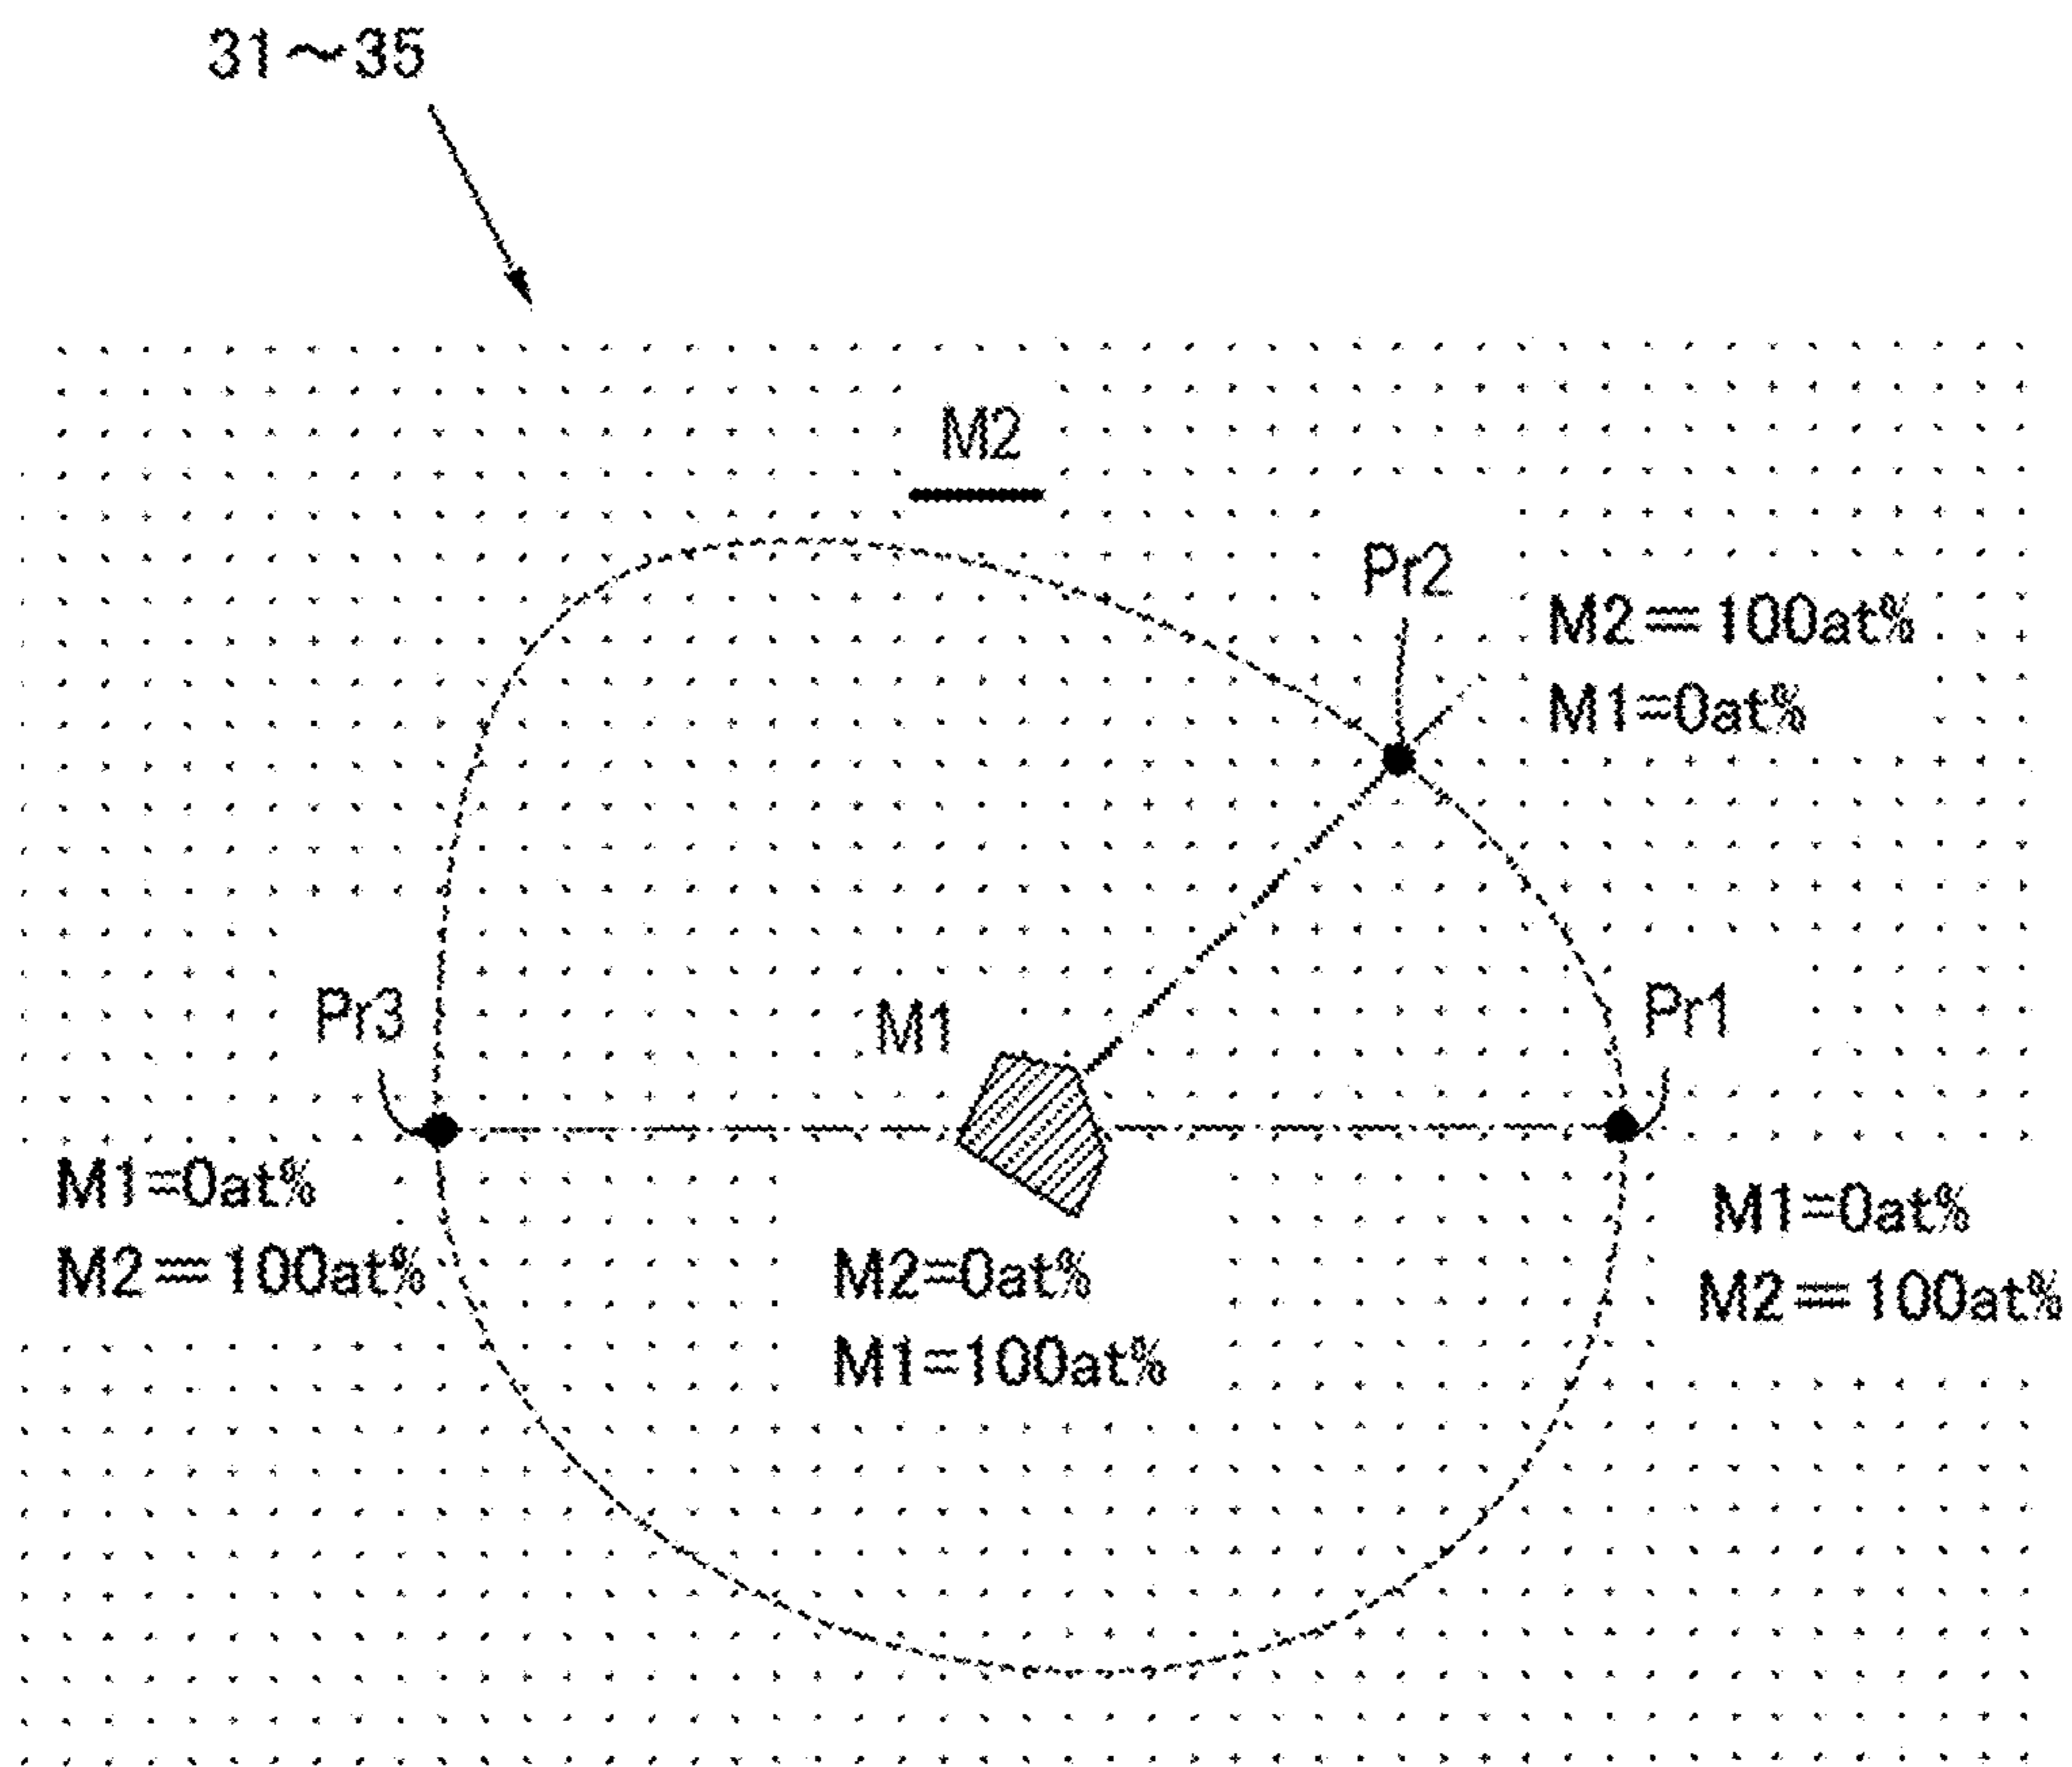 31～35
M2
Pr2
M2=100at%
M1=0at%
Pr3
M1
Pr1
M1=0at%
M2=100at%
M2=0at%
M1=100at%
M1=0at%
M2=100at%